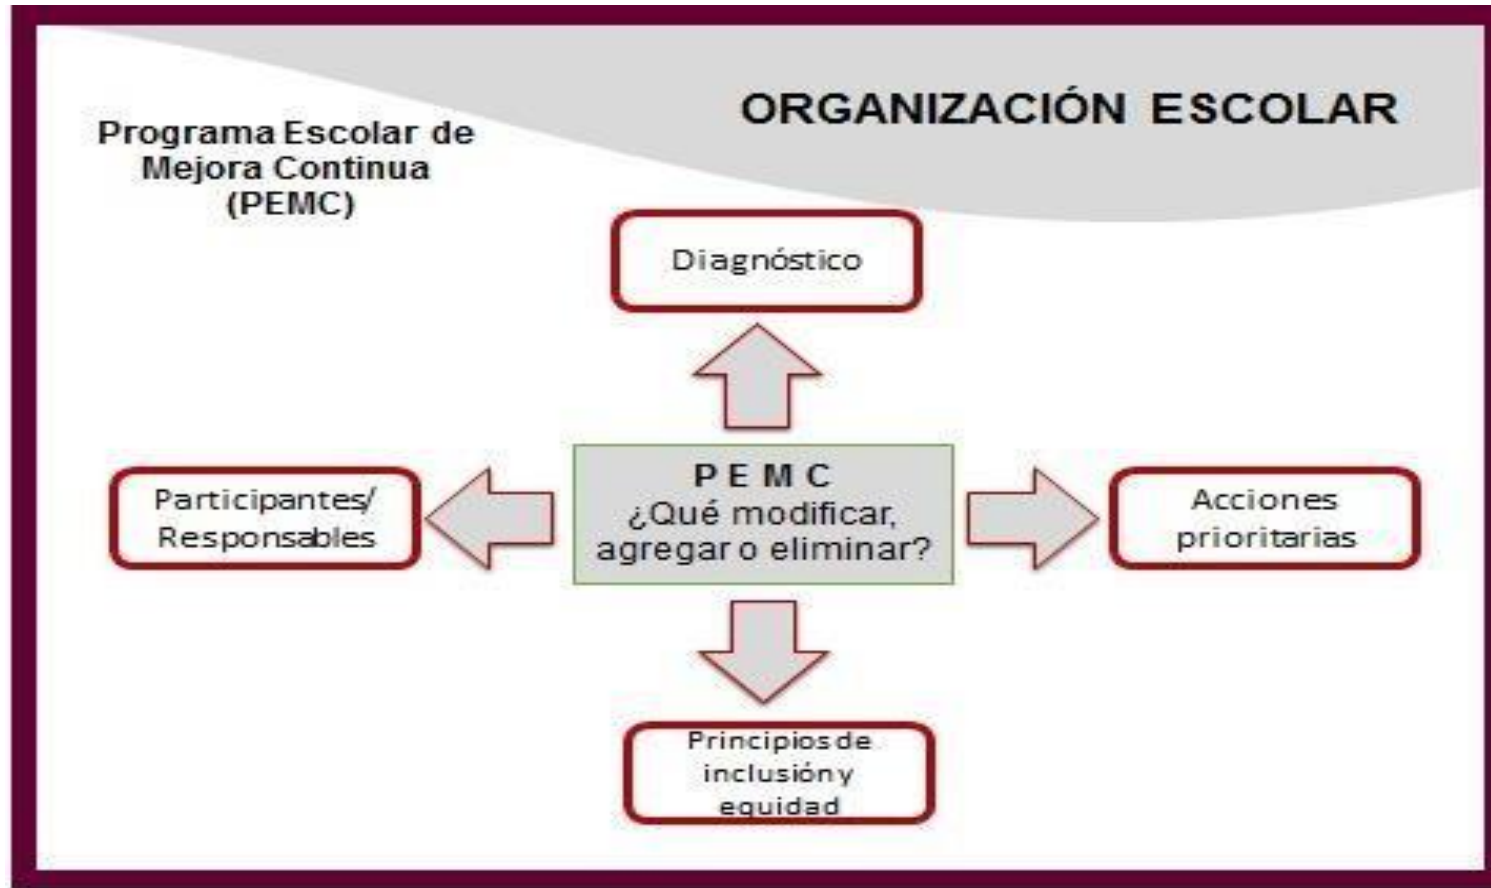 ORGANIZACIÓN ESCOLAR
Programa Escolar de
Mejora Continua
(PEMC)
Diagnóstico
Participantes/
Responsables
P E M C
¿Qué modificar,
agregar o eliminar?
Acciones
prioritarias
Principios de
inclusión y
equidad